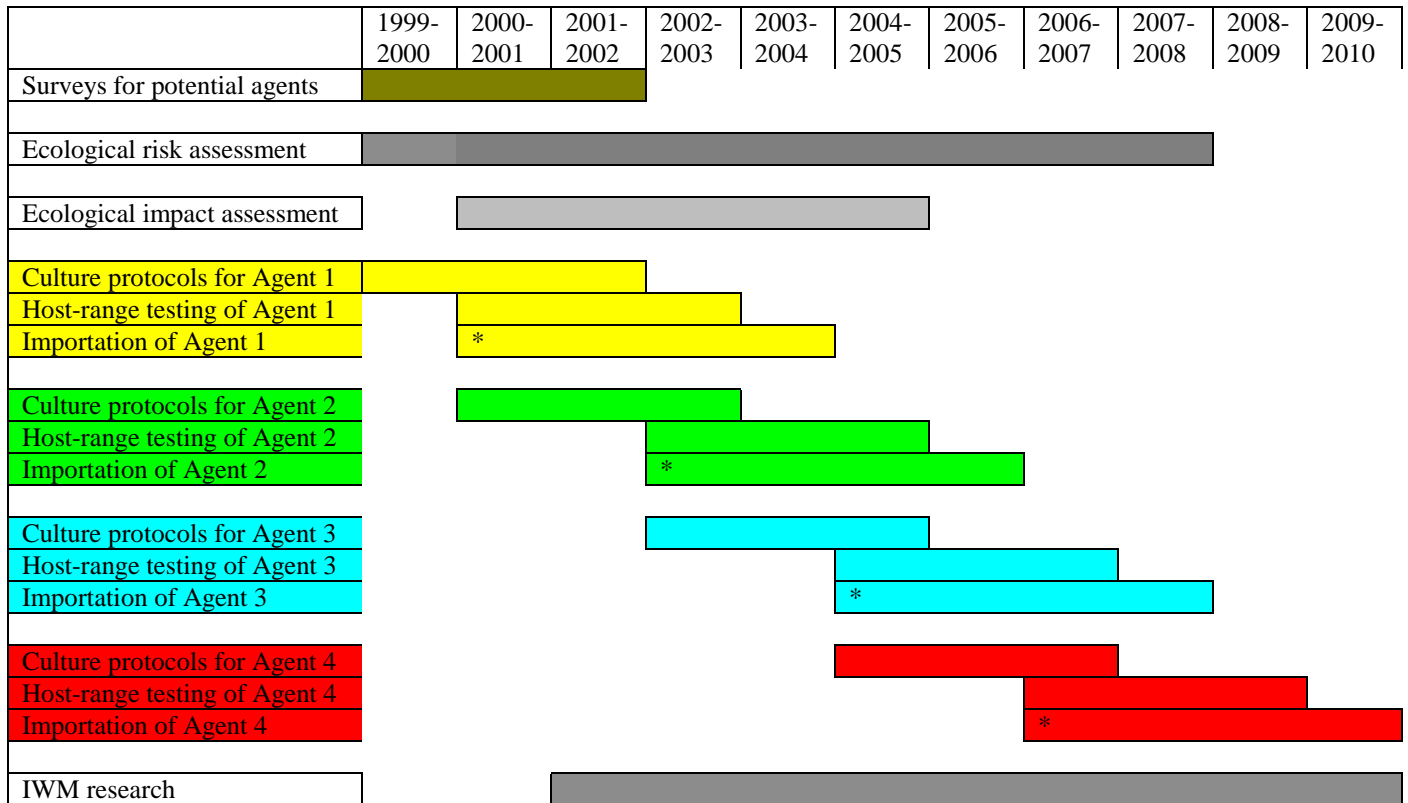 1999- 2000- 2001- 2002- 2003- 2004- 2005- 2006- 2007- 2008- 2009-
2000 2001 2002 2003 2004 2005 2006 2007 2008 2009 2010
Surveys for potential agents
Ecological risk assessment
Ecological impact assessment
Culture protocols for Agent 1
Host-range testing of Agent 1
Importation of Agent 1 *
Culture protocols for Agent 2
Host-range testing of Agent 2
Importation of Agent 2 *
Culture protocols for Agent 3
Host-range testing of Agent 3
Importation of Agent 3 *
Culture protocols for Agent 4
Host-range testing of Agent 4
Importation of Agent 4 *
IWM research